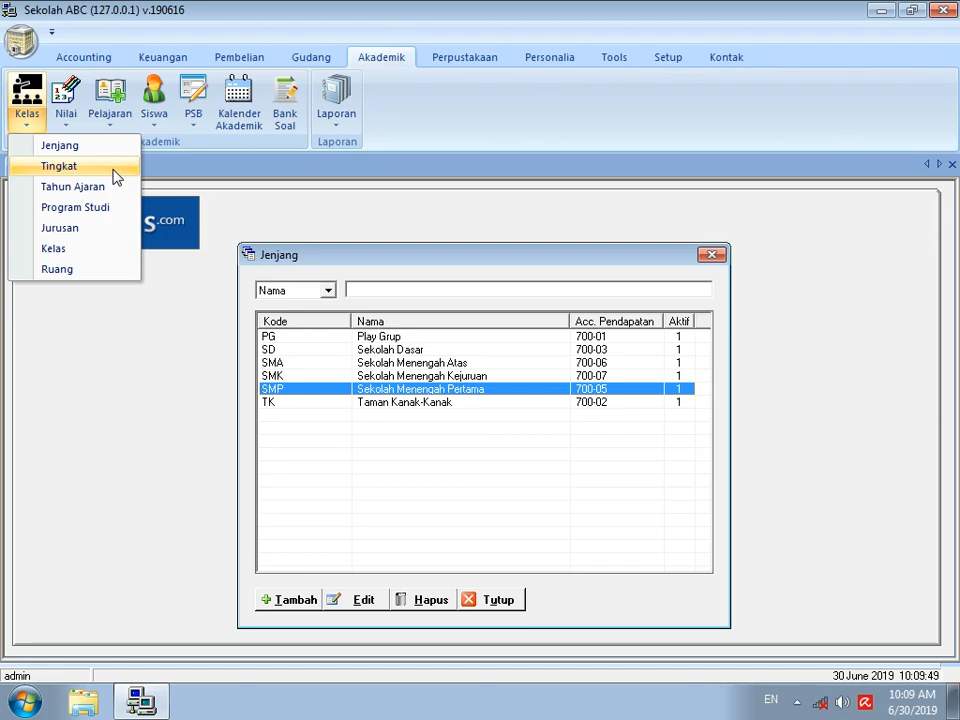 Sekolah ABC (127.0.0.1) v.190616
Accounting Keuangan Pembelian Gudang Akademik Perpustakaan Personalia Tools Setup Kontak
Kelas Nilai Pelajaran Siswa PSB Kalender Akademik Bank Soal Laporan
kademik Laporan
Jenjang
Tingkat
Tahun Ajaran
Program Studi
Jurusan
Kelas
Ruang
s.com
Jenjang
Nama
Kode Nama Acc. Pendapatan Aktif
PG Play Grup 700-01 1
SD Sekolah Dasar 700-03 1
SMA Sekolah Menengah Atas 700-06 1
SMK Sekolah Menengah Kejuruan 700-07 1
SMP Sekolah Menengah Pertama 700-05 1
TK Taman Kanak-Kanak 700-02 1
Tambah Edit Hapus Tutup
admin 30 June 2019 10:09:49
EN 10:09 AM
6/30/2019